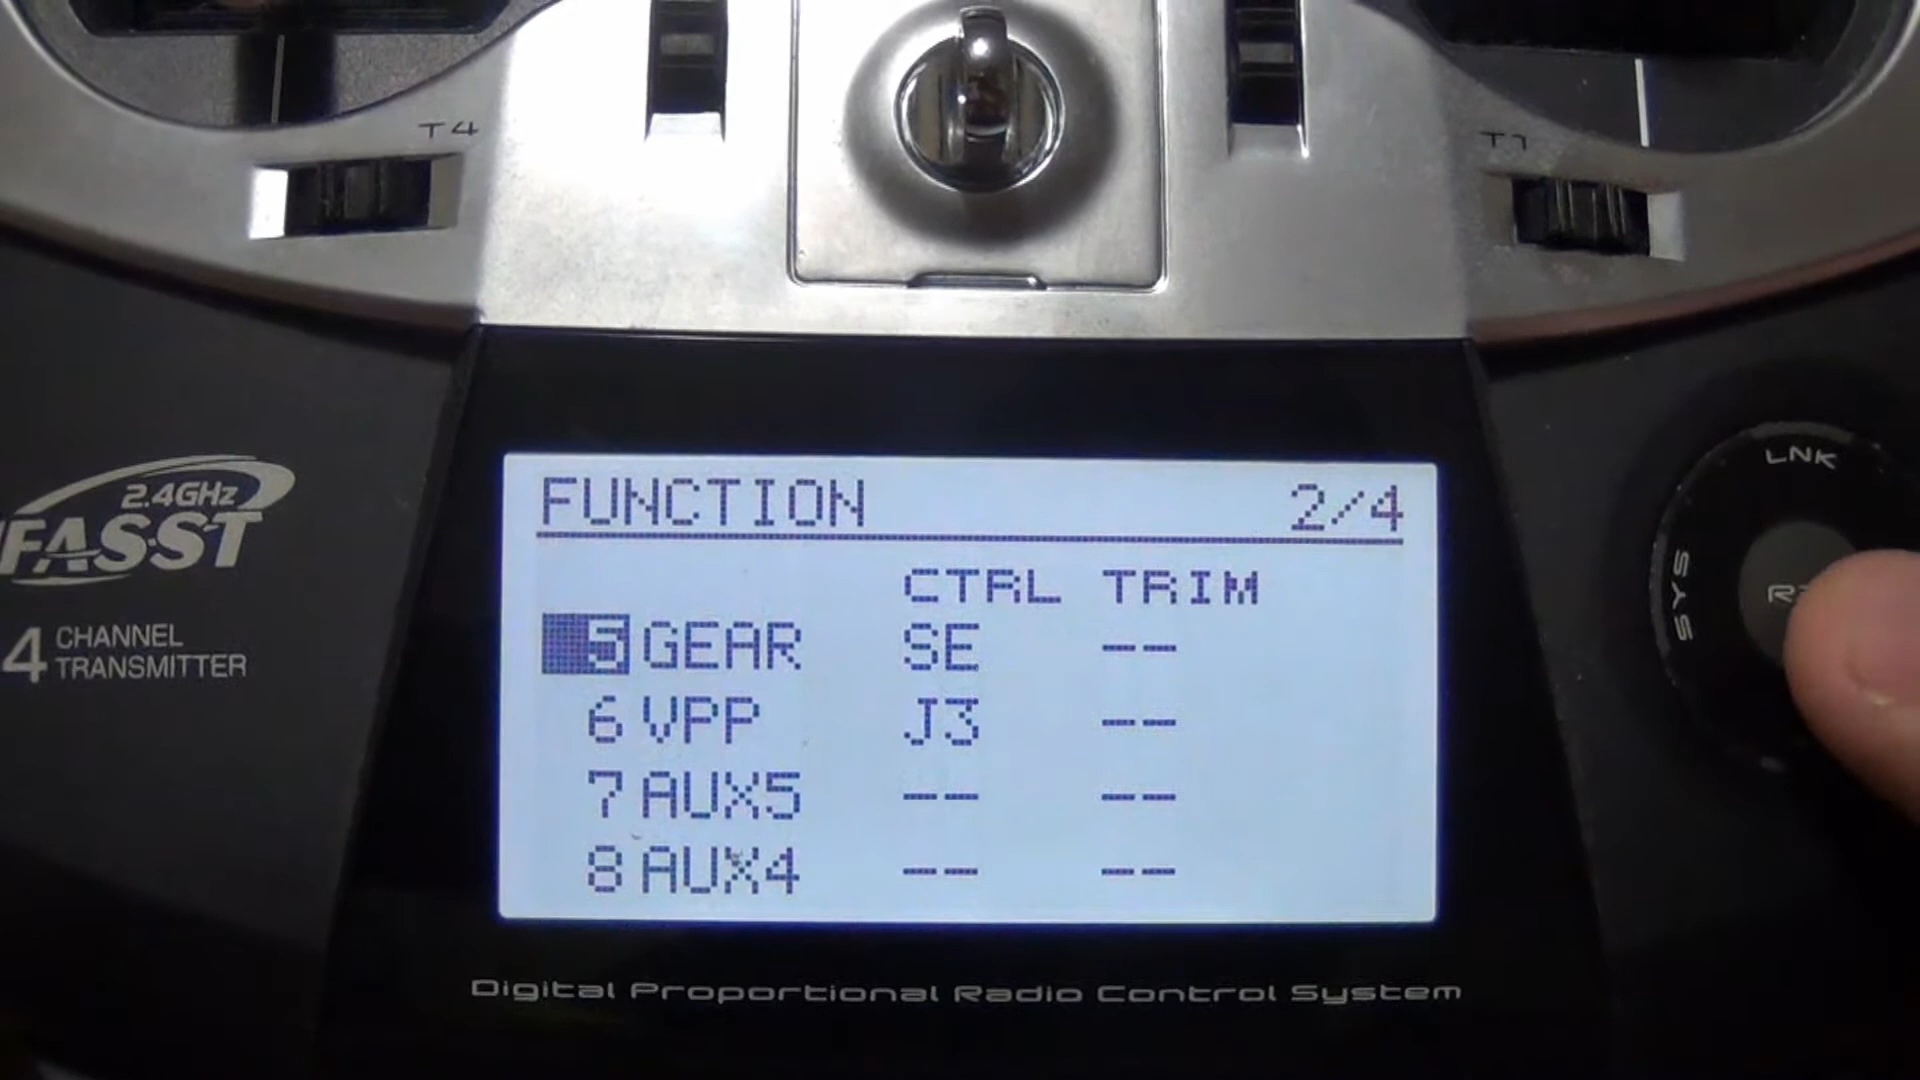 T4
T1
LNK
2.4GHz
FASST
SYS
4 CHANNEL
TRANSMITTER
FUNCTION 2/4
CTRL TRIM
5 GEAR SE --
6 VPP J3 --
7 AUX5 -- --
8 AUX4 -- --
Digital Proportional Radio Control System